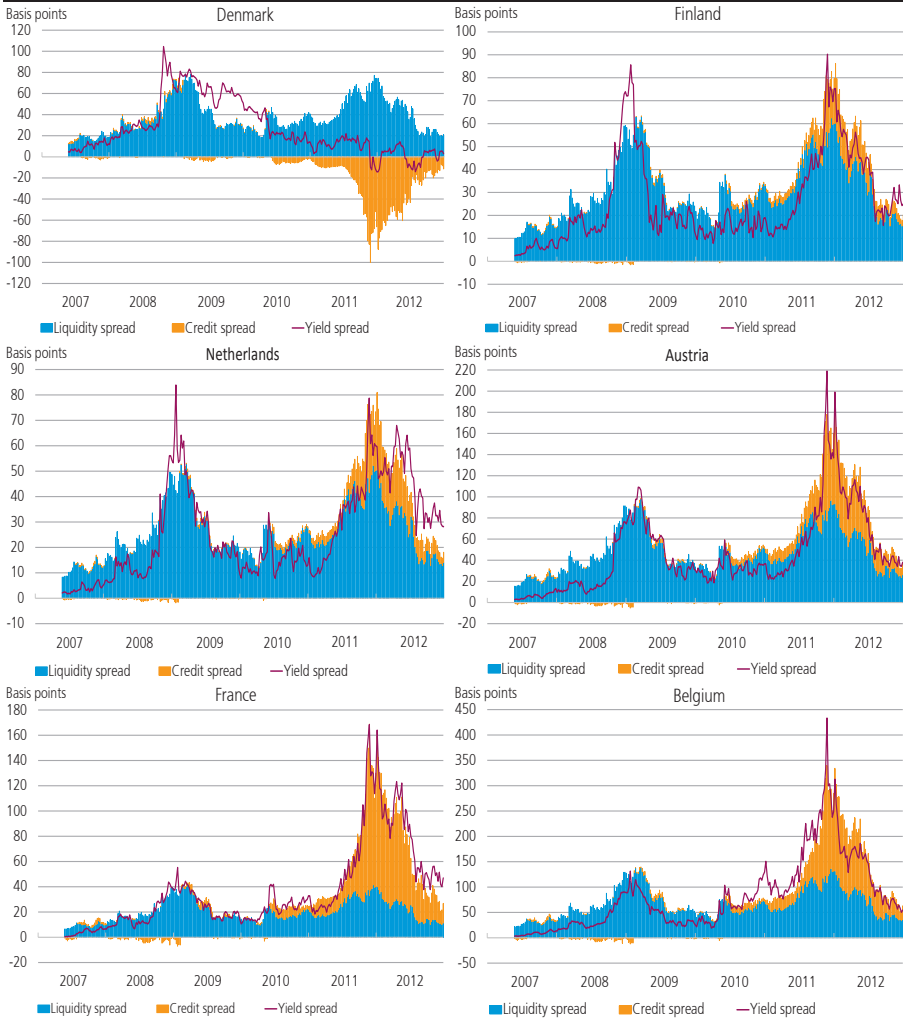 Basis points
Denmark
120
100
80
60
40
20
0
-20
-40
-60
-80
-100
-120
2007 2008 2009 2010 2011 2012
Liquidity spread Credit spread Yield spread
Basis points
Finland
100
90
80
70
60
50
40
30
20
10
0
-10
2007 2008 2009 2010 2011 2012
Liquidity spread Credit spread Yield spread
Basis points
Netherlands
90
80
70
60
50
40
30
20
10
0
-10
2007 2008 2009 2010 2011 2012
Liquidity spread Credit spread Yield spread
Basis points
Austria
220
200
180
160
140
120
100
80
60
40
20
0
-20
2007 2008 2009 2010 2011 2012
Liquidity spread Credit spread Yield spread
Basis points
France
180
160
140
120
100
80
60
40
20
0
-20
2007 2008 2009 2010 2011 2012
Liquidity spread Credit spread Yield spread
Basis points
Belgium
450
400
350
300
250
200
150
100
50
0
-50
2007 2008 2009 2010 2011 2012
Liquidity spread Credit spread Yield spread